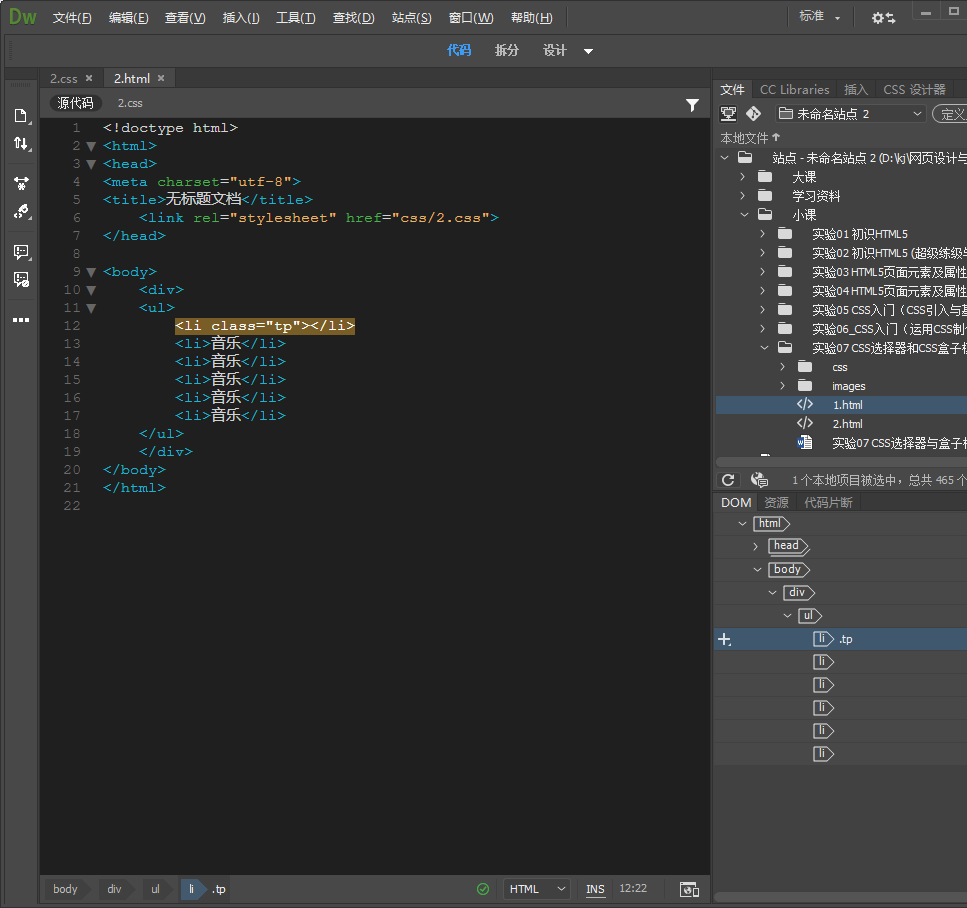 Dw 文件(F) 编辑(E) 查看(V) 插入(I) 工具(T) 查找(D) 站点(S) 窗口(W) 帮助(H) 标准
代码 拆分 设计
2.css × 2.html ×
源代码 2.css
1 <!doctype html>
2 <html>
3 <head>
4 <meta charset="utf-8">
5 <title>无标题文档</title>
6 <link rel="stylesheet" href="css/2.css">
7 </head>
8
9 <body>
10 <div>
11 <ul>
12 <li class="tp"></li>
13 <li>音乐</li>
14 <li>音乐</li>
15 <li>音乐</li>
16 <li>音乐</li>
17 <li>音乐</li>
18 </ul>
19 </div>
20 </body>
21 </html>
22
body div ul li .tp
HTML INS 12:22
文件 CC Libraries 插入 CSS 设计器
未命名站点 2 定义
本地文件↑
站点 - 未命名站点 2 (D:\kj\网页设计与
大课
学习资料
小课
实验01 初识HTML5
实验02 初识HTML5 (超级练级
实验03 HTML5页面元素及属性
实验04 HTML5页面元素及属性
实验05 CSS入门（CSS引入与基
实验06_CSS入门（运用CSS制
实验07 CSS选择器和CSS盒子模
css
images
1.html
2.html
实验07 CSS选择器与盒子模
1 个本地项目被选中，总共 465 个
DOM 资源 代码片断
html
head
body
div
ul
li .tp
li
li
li
li
li